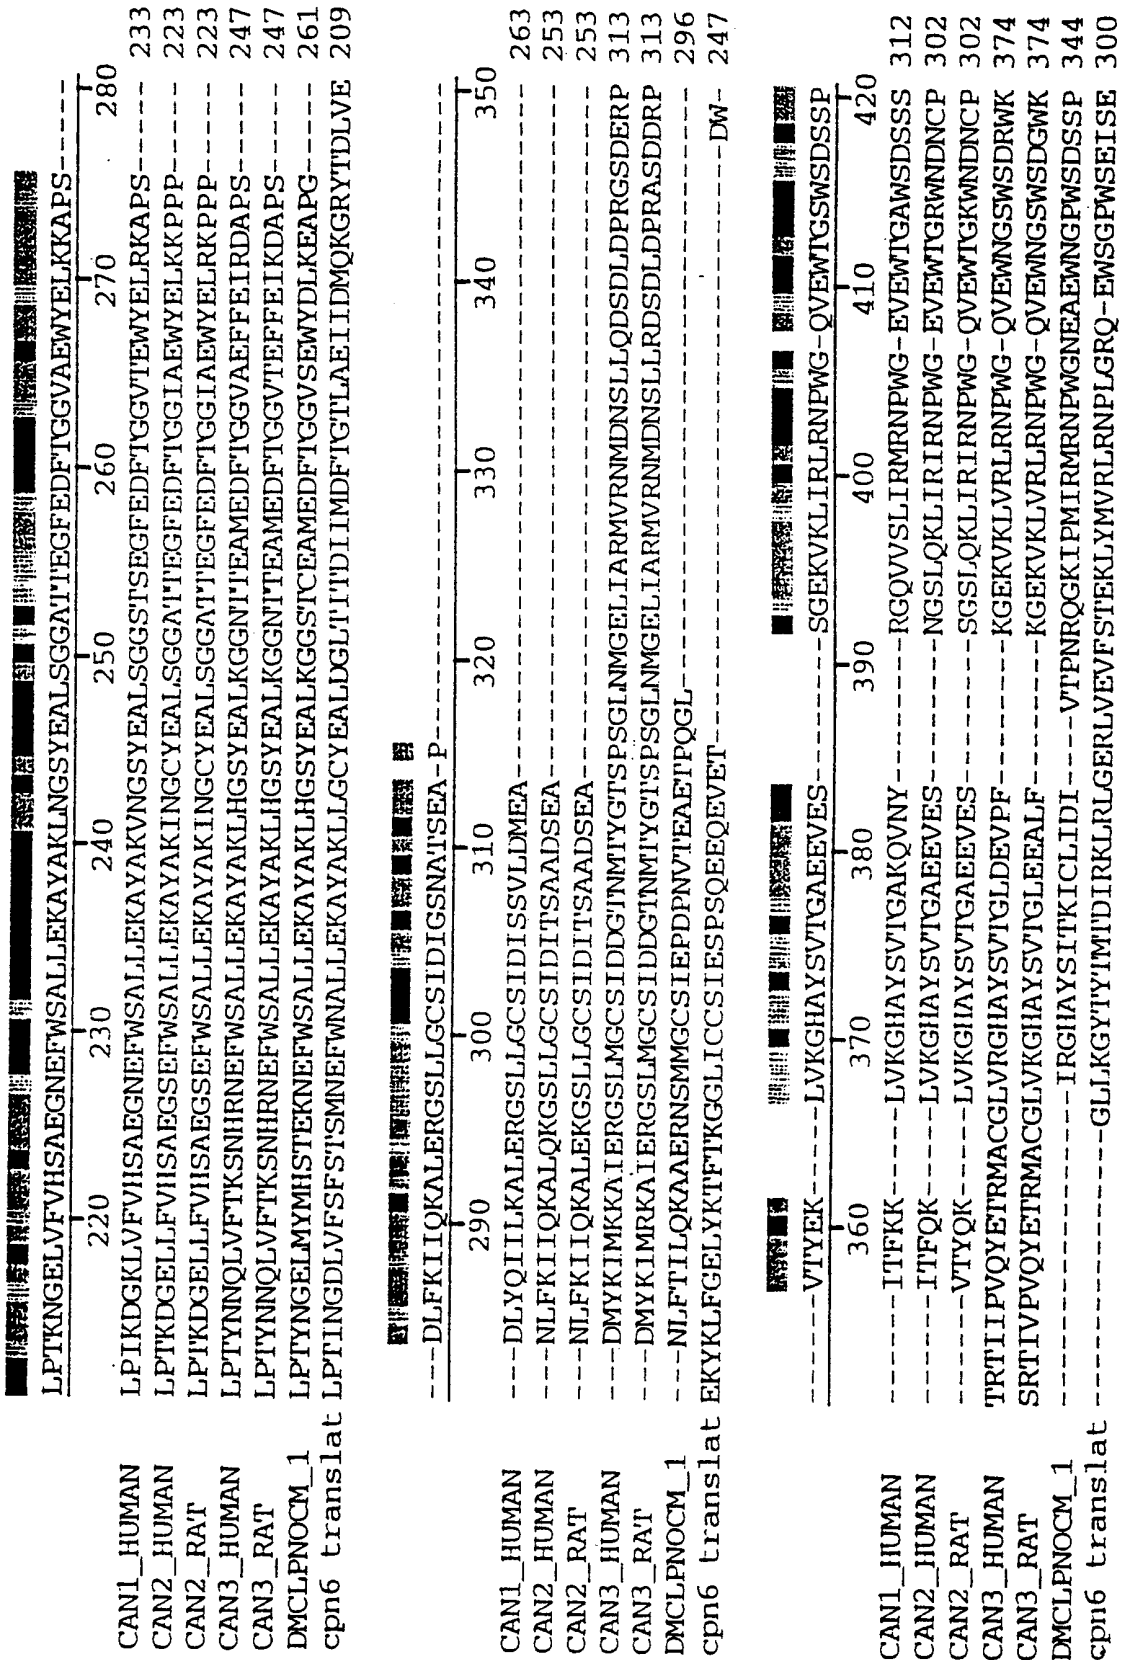 LPTKNGELVFVHSAEGNEFWSALLEKAYAKLNGSYEALSGGATTEGFEDFTGGVAEWYELKKAPS-----
220 230 240 250 260 270 280
CAN1_HUMAN LPIKDGKLVFVHSAEGNEFWSALLEKAYAKVNGSYEALSGGSTSEGFEDFTGGVTEWYELRKAPS----- 233
CAN2_HUMAN LPTKDGELLFVHSAEGSEFWSALLEKAYAKINGCYEALSGGATTEGFEDFTGGIAEWYELKKPPP----- 223
CAN2_RAT LPTKDGELLFVHSAEGSEFWSALLEKAYAKINGCYEALSGGATTEGFEDFTGGIAEWYELRKPPP----- 223
CAN3_HUMAN LPTYNNQLVFTKSNHRNEFWSALLEKAYAKLHGSYEALKGGNTTEAMEDFTGGVAEFFEIRDAPS----- 247
CAN3_RAT LPTYNNQLVFTKSNHRNEFWSALLEKAYAKLHGSYEALKGGNTTEAMEDFTGGVTEFFEIKDAPS----- 247
DMCLPNOCM_1 LPTYNGELMYMHSTEKNEFWSALLEKAYAKLHGSYEALKGGSTCEAMEDFTGGVSEWYDLKEAPG----- 261
cpn6 translat LPTINGDLVFSFSTSMNEFWNALLEKAYAKLLGCYEALDGLTITDIIMDFTGTLAEIIDMQKGRYTDLVE 209
---DLFKIIQKALERGSLLGCSIDIGSNATSEA-P-----------------------------------
290 300 310 320 330 340 350
CAN1_HUMAN ---DLYQIILKALERGSLLGCSIDISSVLDMEA------------------------------------- 263
CAN2_HUMAN ---NLFKIIQKALQKGSLLGCSIDITSAADSEA------------------------------------- 253
CAN2_RAT ---NLFKIIQKALEKGSLLGCSIDITSAADSEA------------------------------------- 253
CAN3_HUMAN ---DMYKIMKKAIERGSLMGCSIDDGTNMTYGTSPSGLNMGELIARMVRNMDNSLLQDSDLDPRGSDERP 313
CAN3_RAT ---DMYKIMRKAIERGSLMGCSIDDGTNMTYGTSPSGLNMGELIARMVRNMDNSLLRDSDLDPRASDDRP 313
DMCLPNOCM_1 ---NLFTILQKAAERNSMMGCSIEPDPNVTEAETPQGL-------------------------------- 296
cpn6 translat EKYKLFGELYKTFTKGGLICCSIESPSQEEQEVET--------------------------------DW- 247
------VTYEK------LVKGHAYSVTGAEEVES--------SGEKVKLIRLRNPWG-QVEWTGSWSDSSP
360 370 380 390 400 410 420
CAN1_HUMAN ------ITFKK------LVKGHAYSVTGAKQVNY--------RGQVVSLIRMRNPWG-EVEWTGAWSDSSS 312
CAN2_HUMAN ------ITFQK------LVKGHAYSVTGAEEVES--------NGSLQKLIRIRNPWG-EVEWTGRWNDNCP 302
CAN2_RAT ------VTYQK------LVKGHAYSVTGAEEVES--------SGSLQKLIRIRNPWG-QVEWTGKWNDNCP 302
CAN3_HUMAN TRTIIPVQYETRMACGLVRGHAYSVTGLDEVPF--------KGEKVKLVRLRNPWG-QVEWNGSWSDRWK 374
CAN3_RAT SRTIVPVQYETRMACGLVKGHAYSVTGLEEALF--------KGEKVKLVRLRNPWG-QVEWNGSWSDGWK 374
DMCLPNOCM_1 ----------------IRGHAYSITKICLIDI----VTPNRQGKIPMIRMRNPWGNEAEWNGPWSDSSP 344
cpn6 translat ---------------GLLKGYTYTMTDIRKLRLGERLVEVFSTEKLYMVRLRNPLGRQ-EWSGPWSEISE 300